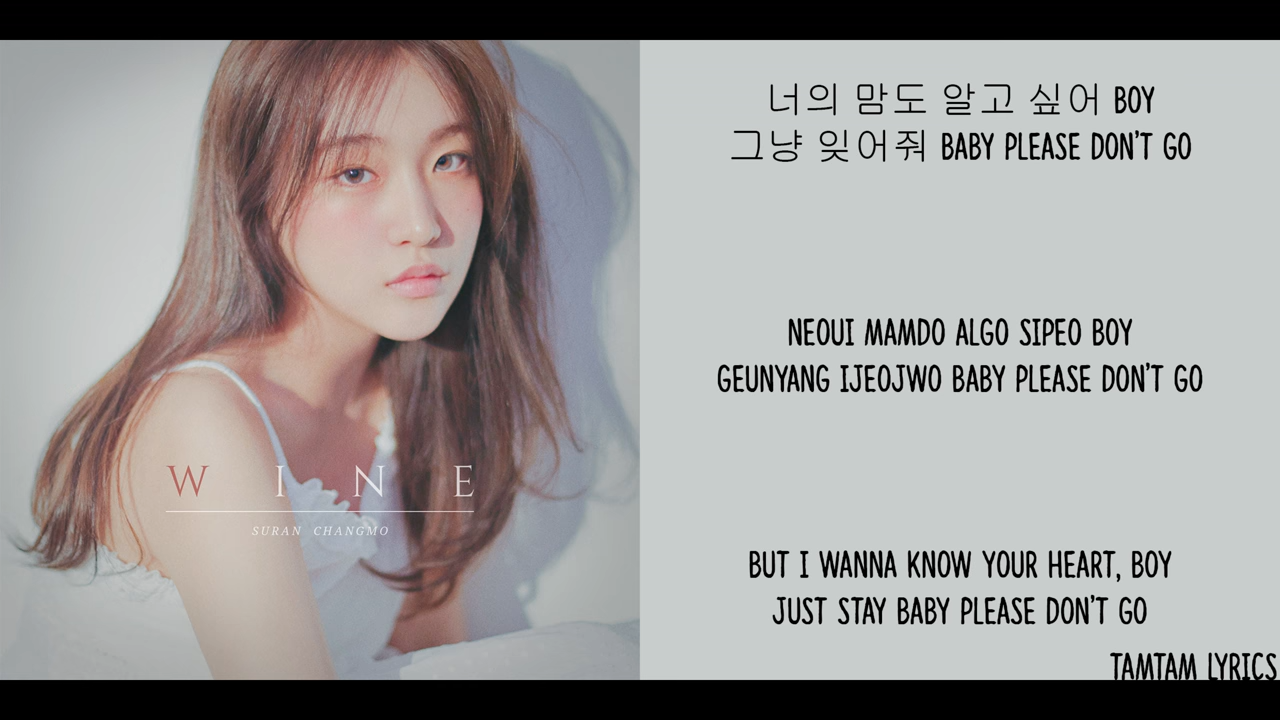 W I N E
SURAN CHANGMO
너의 맘도 알고 싶어 BOY
그냥 잊어줘 BABY PLEASE DON'T GO
NEOUI MAMDO ALGO SIPEO BOY
GEUNYANG IJEOJWO BABY PLEASE DON'T GO
BUT I WANNA KNOW YOUR HEART, BOY
JUST STAY BABY PLEASE DON'T GO
TAMTAM LYRICS